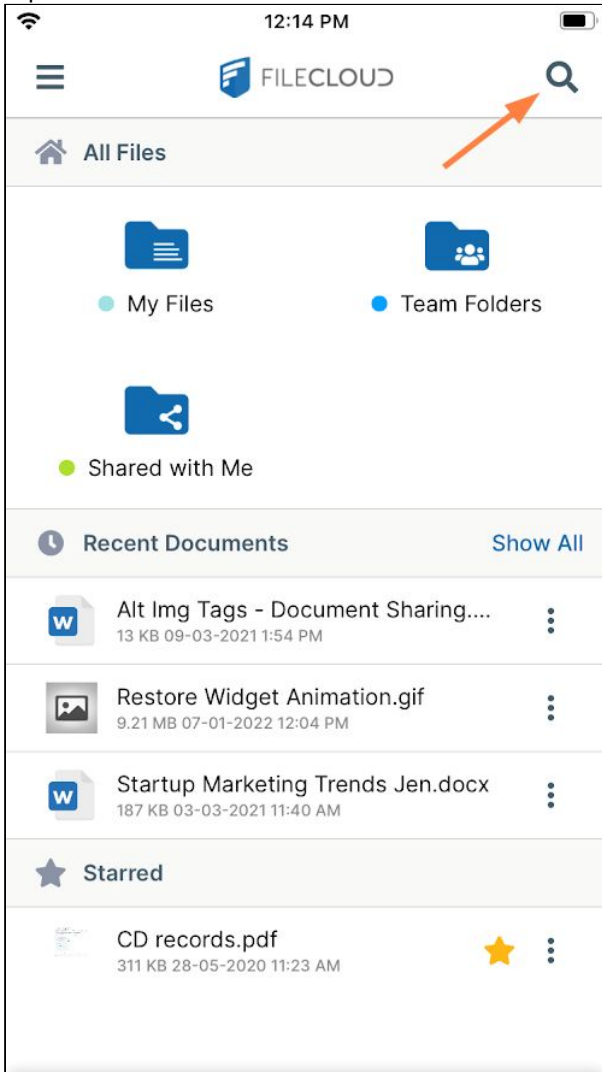 12:14 PM
FILECLOUD
All Files
My Files
Team Folders
Shared with Me
Recent Documents
Show All
W
Alt Img Tags - Document Sharing....
13 KB 09-03-2021 1:54 PM
Restore Widget Animation.gif
9.21 MB 07-01-2022 12:04 PM
W
Startup Marketing Trends Jen.docx
187 KB 03-03-2021 11:40 AM
Starred
CD records.pdf
311 KB 28-05-2020 11:23 AM